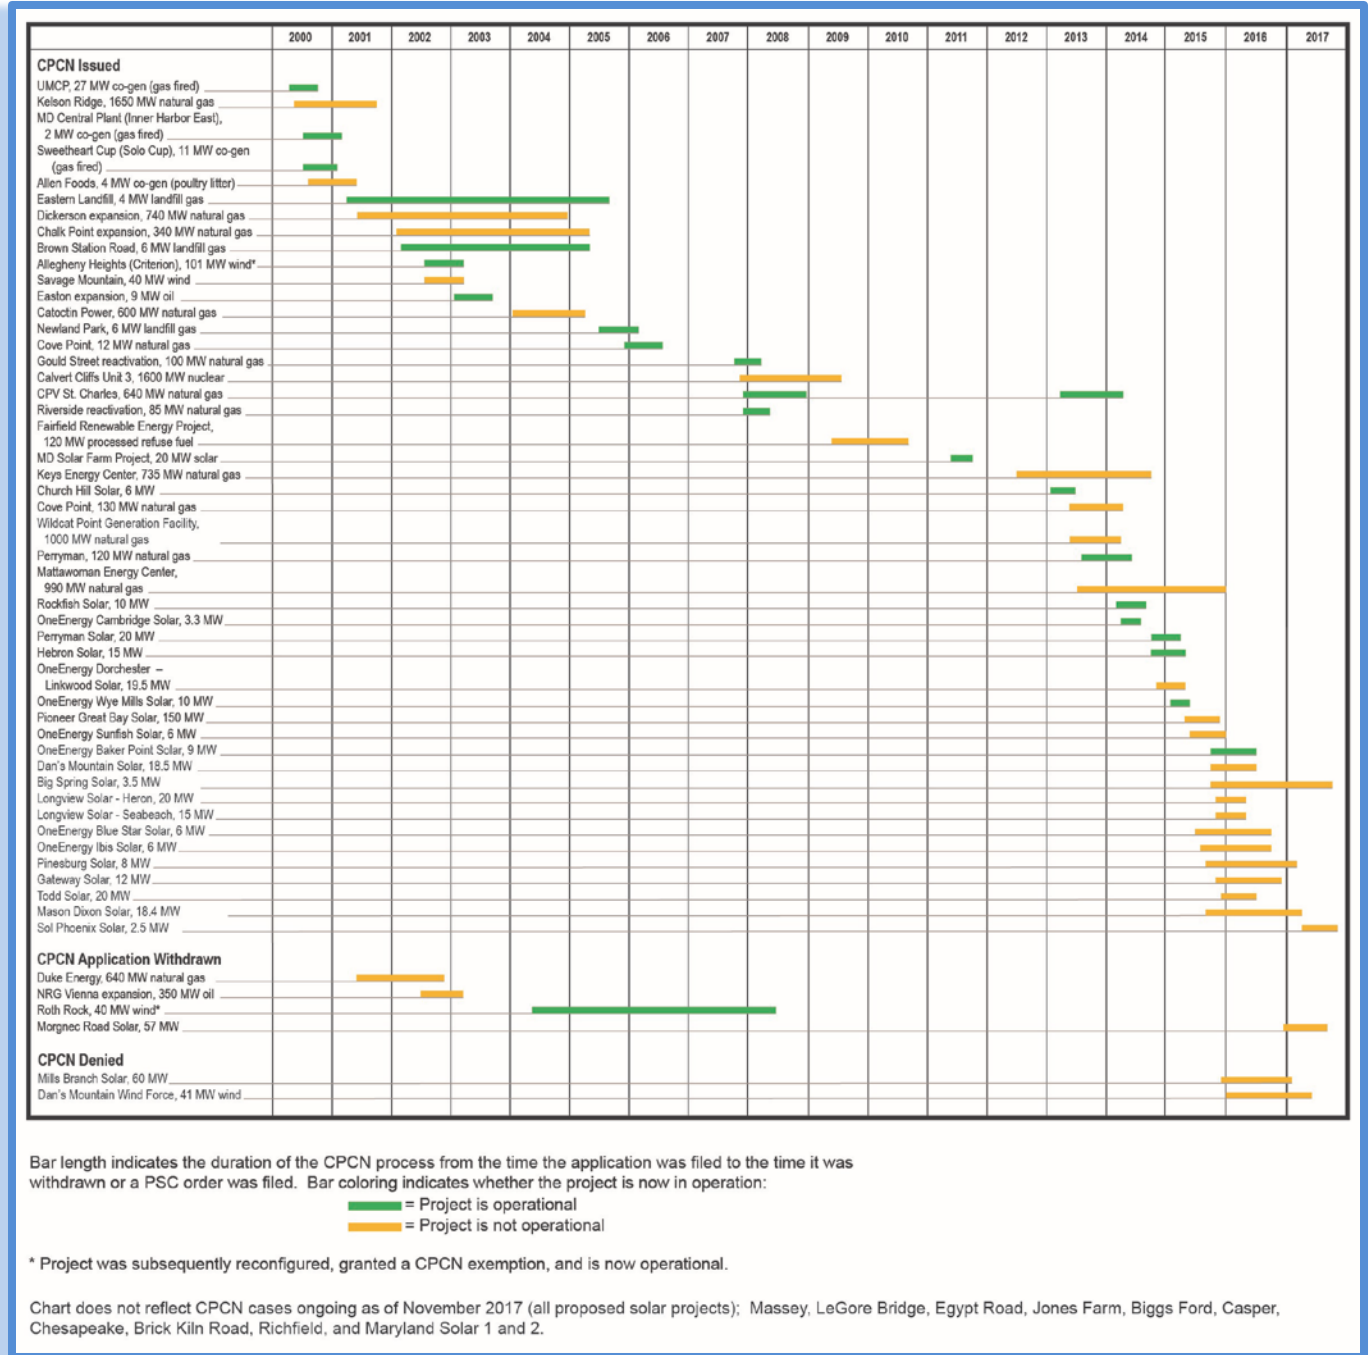 2000 2001 2002 2003 2004 2005 2006 2007 2008 2009 2010 2011 2012 2013 2014 2015 2016 2017
CPCN Issued
UMCP, 27 MW co-gen (gas fired)
Kelson Ridge, 1650 MW natural gas
MD Central Plant (Inner Harbor East),
2 MW co-gen (gas fired)
Sweetheart Cup (Solo Cup), 11 MW co-gen
(gas fired)
Allen Foods, 4 MW co-gen (poultry litter)
Eastern Landfill, 4 MW landfill gas
Dickerson expansion, 740 MW natural gas
Chalk Point expansion, 340 MW natural gas
Brown Station Road, 6 MW landfill gas
Allegheny Heights (Criterion), 101 MW wind*
Savage Mountain, 40 MW wind
Easton expansion, 9 MW oil
Catoctin Power, 600 MW natural gas
Newland Park, 6 MW landfill gas
Cove Point, 12 MW natural gas
Gould Street reactivation, 100 MW natural gas
Calvert Cliffs Unit 3, 1600 MW nuclear
CPV St. Charles, 640 MW natural gas
Riverside reactivation, 85 MW natural gas
Fairfield Renewable Energy Project,
120 MW processed refuse fuel
MD Solar Farm Project, 20 MW solar
Keys Energy Center, 735 MW natural gas
Church Hill Solar, 6 MW
Cove Point, 130 MW natural gas
Wildcat Point Generation Facility,
1000 MW natural gas
Perryman, 120 MW natural gas
Mattawoman Energy Center,
990 MW natural gas
Rockfish Solar, 10 MW
OneEnergy Cambridge Solar, 3.3 MW
Perryman Solar, 20 MW
Hebron Solar, 15 MW
OneEnergy Dorchester –
Linkwood Solar, 19.5 MW
OneEnergy Wye Mills Solar, 10 MW
Pioneer Great Bay Solar, 150 MW
OneEnergy Sunfish Solar, 6 MW
OneEnergy Baker Point Solar, 9 MW
Dan's Mountain Solar, 18.5 MW
Big Spring Solar, 3.5 MW
Longview Solar - Heron, 20 MW
Longview Solar - Seabeach, 15 MW
OneEnergy Blue Star Solar, 6 MW
OneEnergy Ibis Solar, 6 MW
Pinesburg Solar, 8 MW
Gateway Solar, 12 MW
Todd Solar, 20 MW
Mason Dixon Solar, 18.4 MW
Sol Phoenix Solar, 2.5 MW
CPCN Application Withdrawn
Duke Energy, 640 MW natural gas
NRG Vienna expansion, 350 MW oil
Roth Rock, 40 MW wind*
Morgnec Road Solar, 57 MW
CPCN Denied
Mills Branch Solar, 60 MW
Dan's Mountain Wind Force, 41 MW wind
Bar length indicates the duration of the CPCN process from the time the application was filed to the time it was
withdrawn or a PSC order was filed. Bar coloring indicates whether the project is now in operation:
= Project is operational
= Project is not operational
* Project was subsequently reconfigured, granted a CPCN exemption, and is now operational.
Chart does not reflect CPCN cases ongoing as of November 2017 (all proposed solar projects); Massey, LeGore Bridge, Egypt Road, Jones Farm, Biggs Ford, Casper,
Chesapeake, Brick Kiln Road, Richfield, and Maryland Solar 1 and 2.